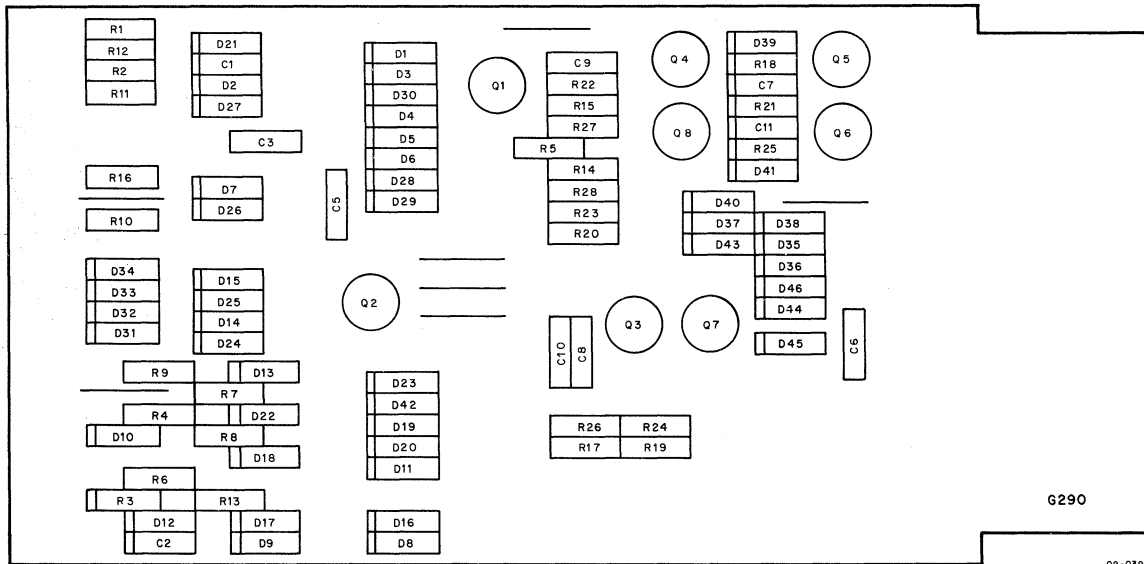 R1
R12
R2
R11
D21
C1
D2
D27
C3
R16
R10
D7
D26
C5
D34
D33
D32
D31
D15
D25
D14
D24
R9
D13
R7
R4
D22
D10
R8
D18
R6
R3
R13
D12
D17
C2
D9
D1
D3
D30
D4
D5
D6
D28
D29
Q1
Q2
D23
D42
D19
D20
D11
D16
D8
C9
R22
R15
R27
R5
R14
R28
R23
R20
Q4
Q8
D39
R18
C7
R21
C11
R25
D41
Q5
Q6
D40
D37
D38
D43
D35
D36
D46
D44
D45
C6
Q3
Q7
C10
C8
R26
R24
R17
R19
G290